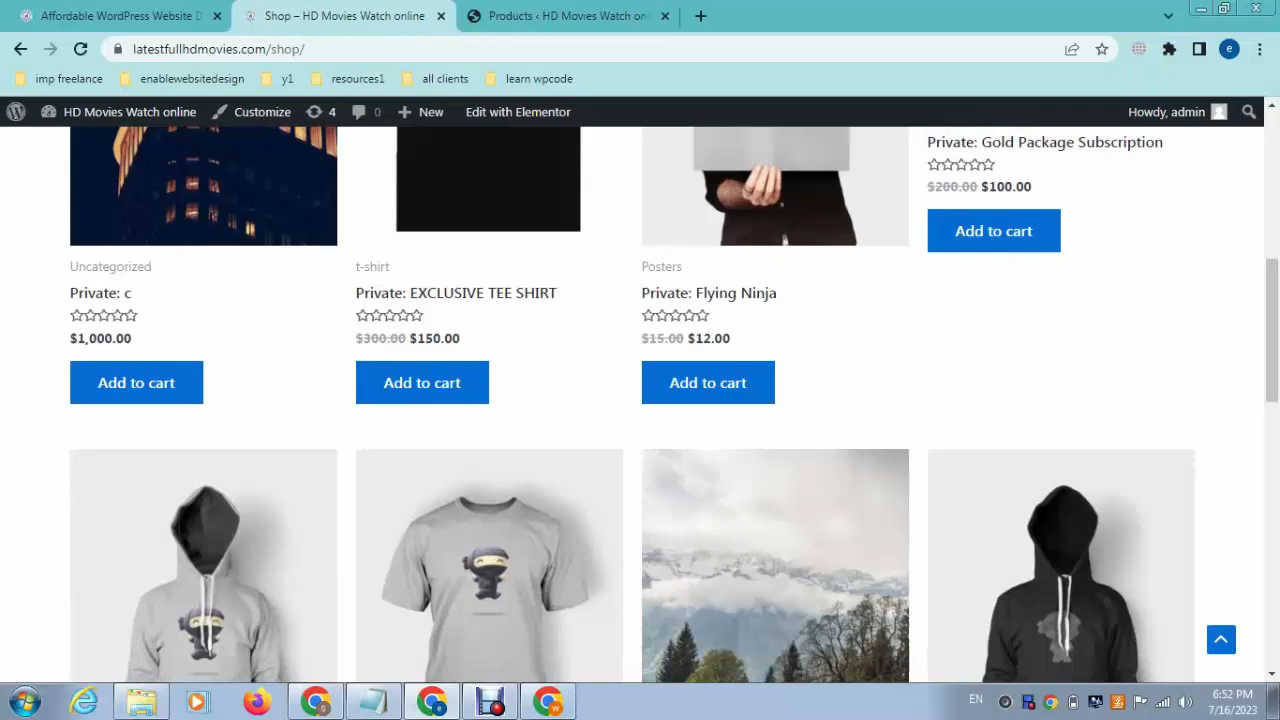 Affordable WordPress Website D
Shop – HD Movies Watch online
Products ‹ HD Movies Watch on
latestfullhdmovies.com/shop/
e
imp freelance
enablewebsitedesign
y1
resources1
all clients
learn wpcode
HD Movies Watch online
Customize
4
0
New
Edit with Elementor
Howdy, admin
Private: Gold Package Subscription
$200.00 $100.00
Add to cart
Uncategorized
t-shirt
Posters
Private: c
Private: EXCLUSIVE TEE SHIRT
Private: Flying Ninja
$1,000.00
$300.00 $150.00
$15.00 $12.00
Add to cart
Add to cart
Add to cart
EN
6:52 PM
7/16/2023